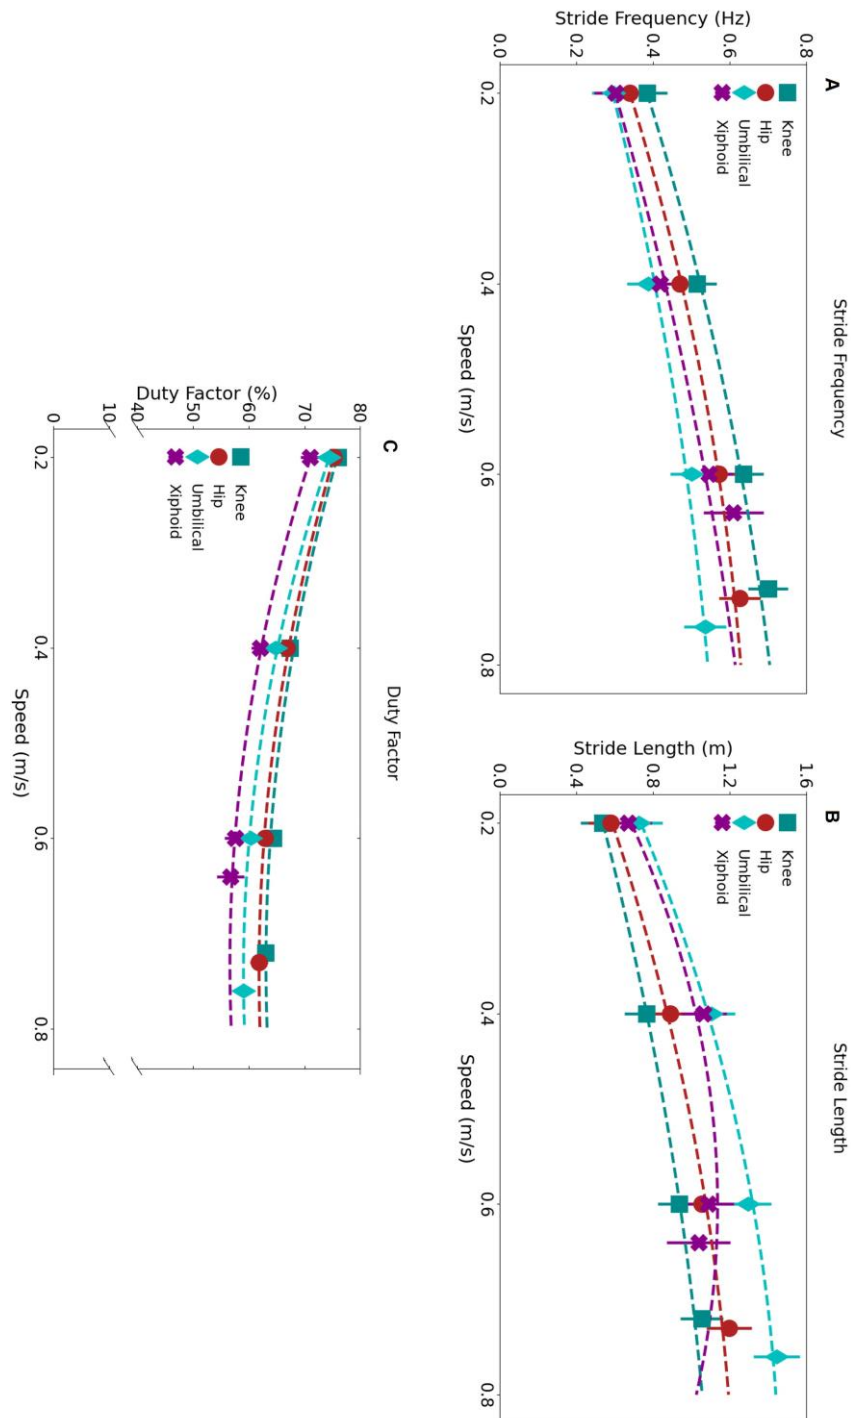 A
Stride Frequency
Stride Frequency (Hz)
0.8
0.6
0.4
0.2
0.0
Knee
Hip
Umbilical
Xiphoid
0.2
0.4
0.6
0.8
Speed (m/s)
B
Stride Length
Stride Length (m)
1.6
1.2
0.8
0.4
0.0
Knee
Hip
Umbilical
Xiphoid
0.2
0.4
0.6
0.8
Speed (m/s)
C
Duty Factor
Duty Factor (%)
80
70
60
50
40
10
0
Knee
Hip
Umbilical
Xiphoid
0.2
0.4
0.6
0.8
Speed (m/s)